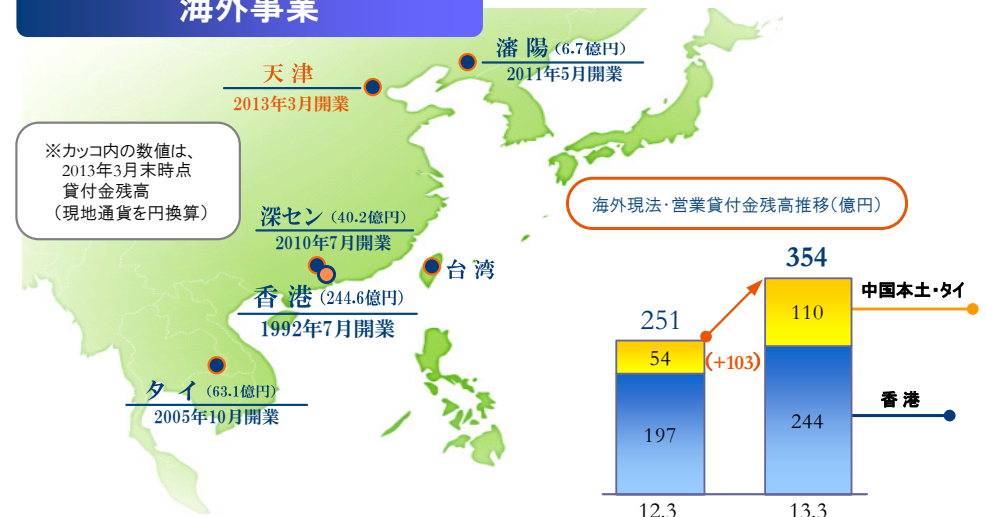 海外事業
瀋 陽 (6.7億円)
2011年5月開業
天 津
2013年3月開業
※カッコ内の数値は、
2013年3月末時点
貸付金残高
（現地通貨を円換算）
深セン (40.2億円)
2010年7月開業
台 湾
香 港 (244.6億円)
1992年7月開業
タ イ (63.1億円)
2005年10月開業
海外現法・営業貸付金残高推移（億円）
354
251
中国本土・タイ
110
54
(+103)
香 港
197
244
12.3
13.3